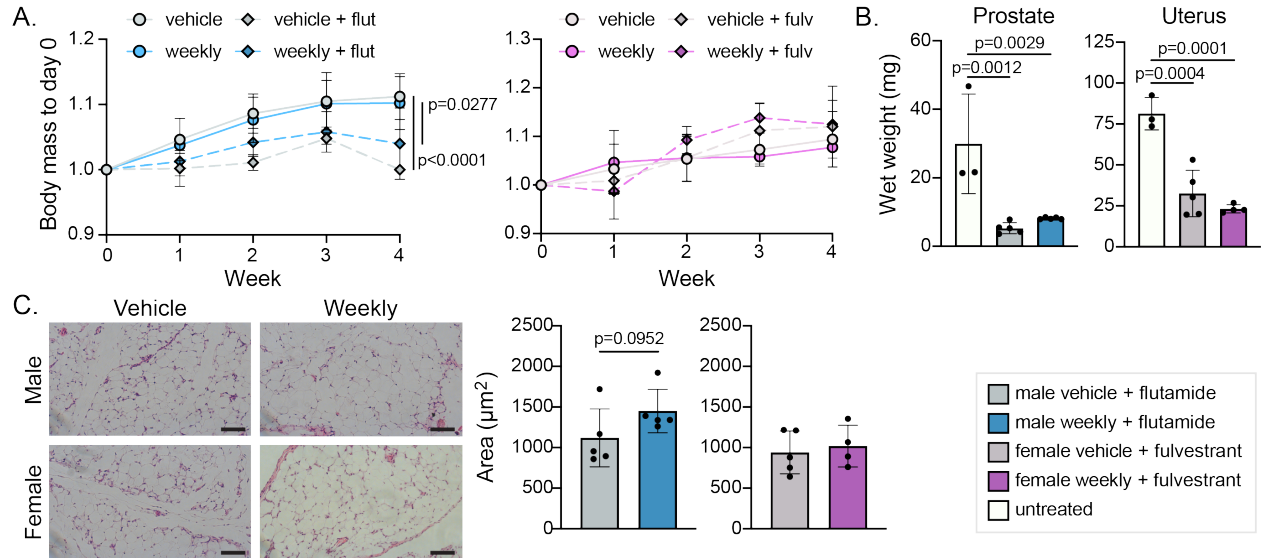 A.
vehicle
vehicle + flut
weekly
weekly + flut
1.2
1.1
1.0
0.9
Body mass to day 0
p=0.0277
p<0.0001
0 1 2 3 4
Week
vehicle
vehicle + fulv
weekly
weekly + fulv
1.3
1.2
1.1
1.0
0.9
0 1 2 3 4
Week
B.
Prostate
Wet weight (mg)
60
40
20
0
p=0.0029
p=0.0012
Uterus
125
100
75
50
25
0
p=0.0001
p=0.0004
C.
Vehicle
Weekly
Male
Female
Area (µm²)
2500
2000
1500
1000
500
0
p=0.0952
2500
2000
1500
1000
500
0
male vehicle + flutamide
male weekly + flutamide
female vehicle + fulvestrant
female weekly + fulvestrant
untreated